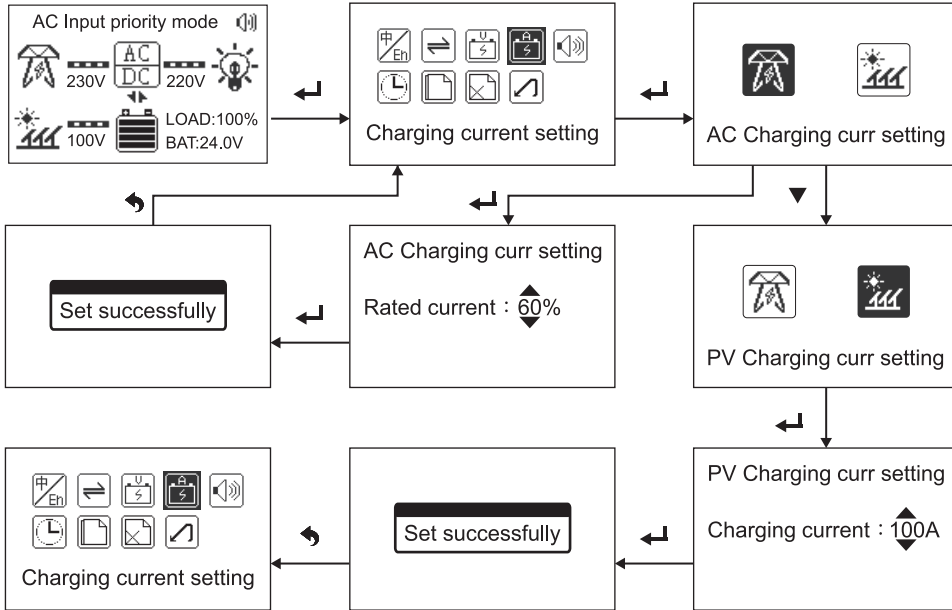 AC Input priority mode
AC
DC
230V
220V
100V
LOAD:100%
BAT:24.0V
中/En
V
A
Charging current setting
AC Charging curr setting
Set successfully
AC Charging curr setting
Rated current：60%
PV Charging curr setting
中/En
V
A
Charging current setting
Set successfully
PV Charging curr setting
Charging current：100A